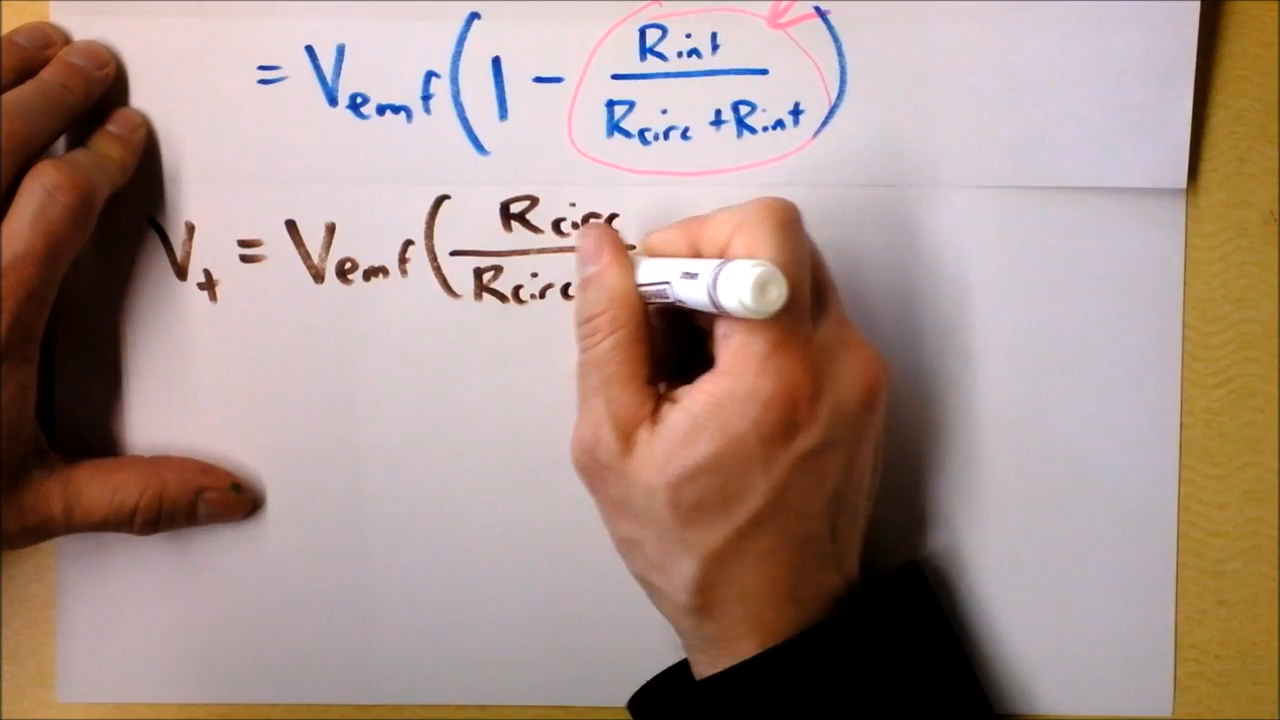 = Vemf(1 - Rint / Rcirc + Rint)
Vt = Vemf(Rcirc / Rcirc